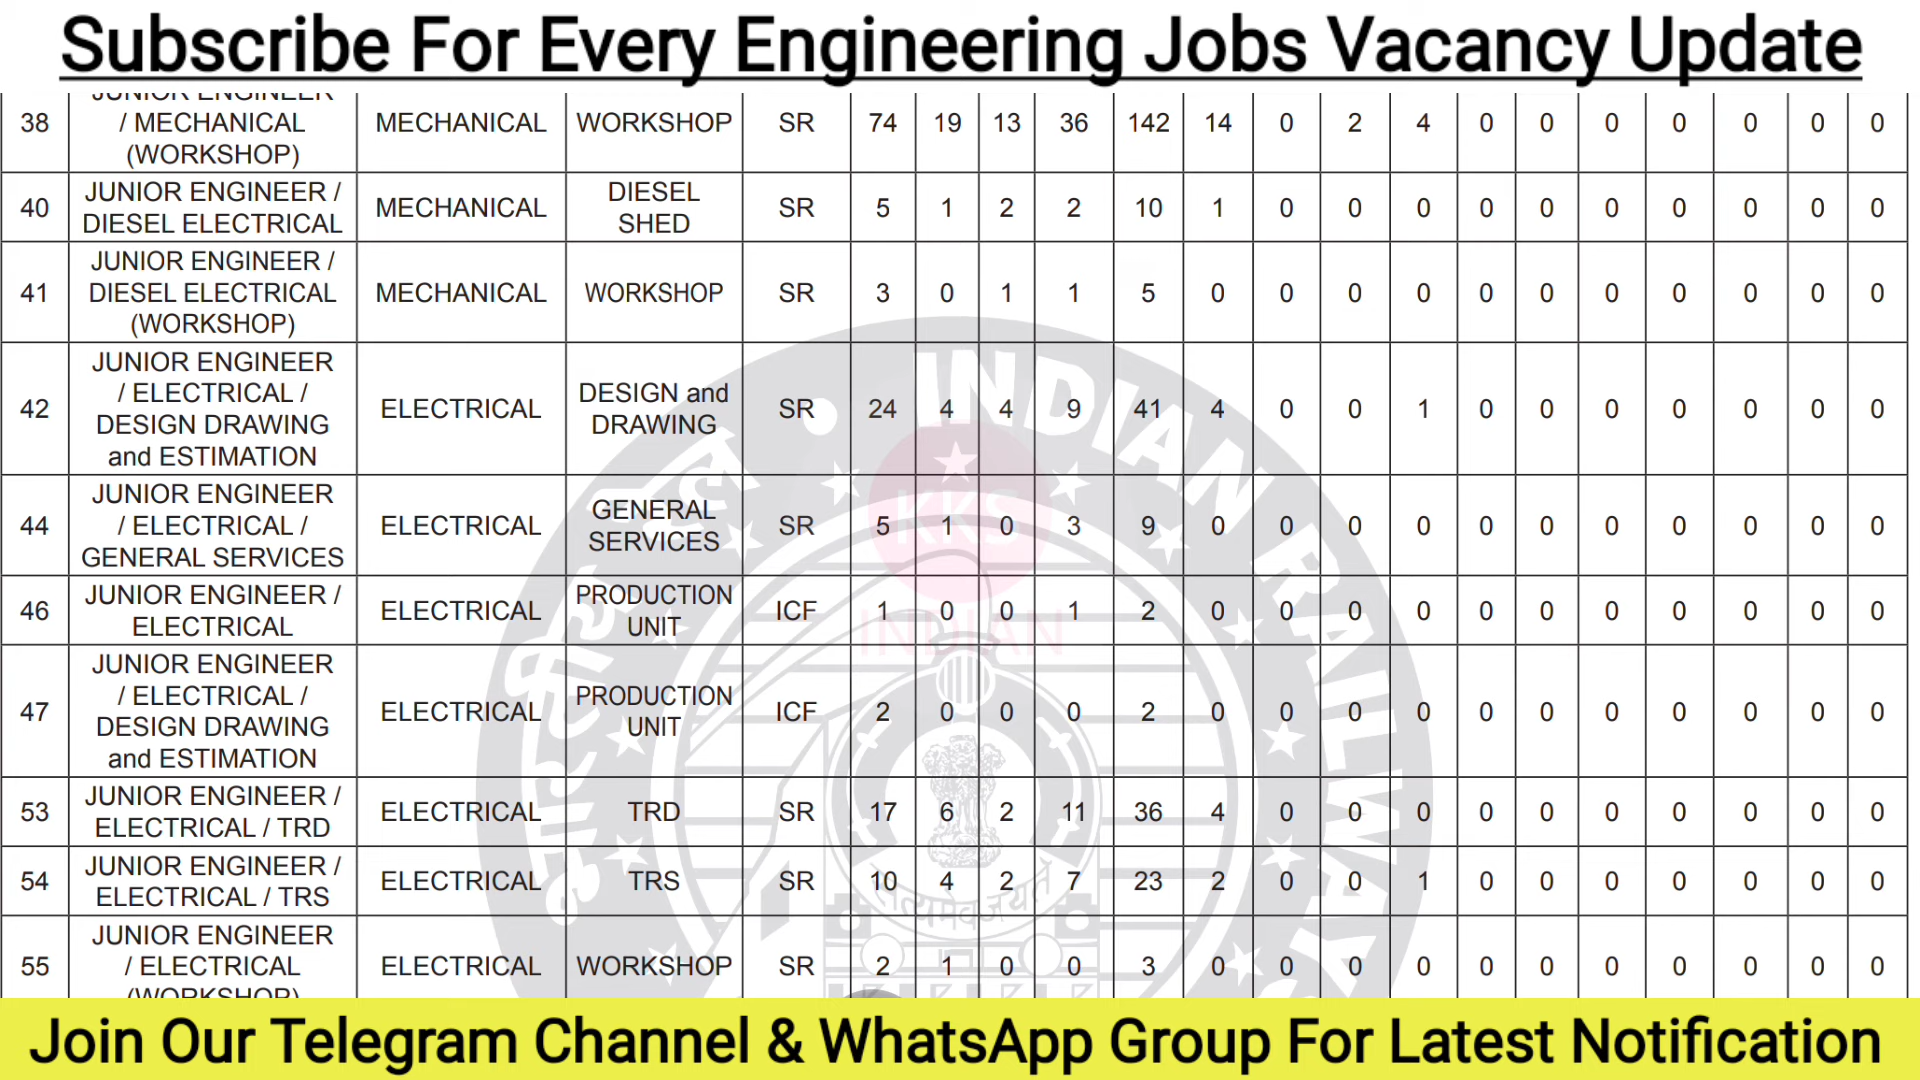 Subscribe For Every Engineering Jobs Vacancy Update
JUNIOR ENGINEER
38 / MECHANICAL MECHANICAL WORKSHOP SR 74 19 13 36 142 14 0 2 4 0 0 0 0 0 0 0
(WORKSHOP)
40 JUNIOR ENGINEER / MECHANICAL DIESEL SR 5 1 2 2 10 1 0 0 0 0 0 0 0 0 0 0
DIESEL ELECTRICAL SHED
JUNIOR ENGINEER /
41 DIESEL ELECTRICAL MECHANICAL WORKSHOP SR 3 0 1 1 5 0 0 0 0 0 0 0 0 0 0 0
(WORKSHOP)
JUNIOR ENGINEER
42 / ELECTRICAL / ELECTRICAL DESIGN and SR 24 4 4 9 41 4 0 0 1 0 0 0 0 0 0 0
DESIGN DRAWING DRAWING
and ESTIMATION
JUNIOR ENGINEER
44 / ELECTRICAL / ELECTRICAL GENERAL SR 5 1 0 3 9 0 0 0 0 0 0 0 0 0 0 0
GENERAL SERVICES SERVICES
46 JUNIOR ENGINEER / ELECTRICAL PRODUCTION ICF 1 0 0 1 2 0 0 0 0 0 0 0 0 0 0 0
ELECTRICAL UNIT
JUNIOR ENGINEER
47 / ELECTRICAL / ELECTRICAL PRODUCTION ICF 2 0 0 0 2 0 0 0 0 0 0 0 0 0 0 0
DESIGN DRAWING UNIT
and ESTIMATION
53 JUNIOR ENGINEER / ELECTRICAL TRD SR 17 6 2 11 36 4 0 0 0 0 0 0 0 0 0 0
ELECTRICAL / TRD
54 JUNIOR ENGINEER / ELECTRICAL TRS SR 10 4 2 7 23 2 0 0 1 0 0 0 0 0 0 0
ELECTRICAL / TRS
JUNIOR ENGINEER
55 / ELECTRICAL ELECTRICAL WORKSHOP SR 2 1 0 0 3 0 0 0 0 0 0 0 0 0 0 0
(WORKSHOP)
INDIAN RAILWAYS
भारतीय रेल
KKS
INDIAN
सत्यमेव जयते
Join Our Telegram Channel & WhatsApp Group For Latest Notification